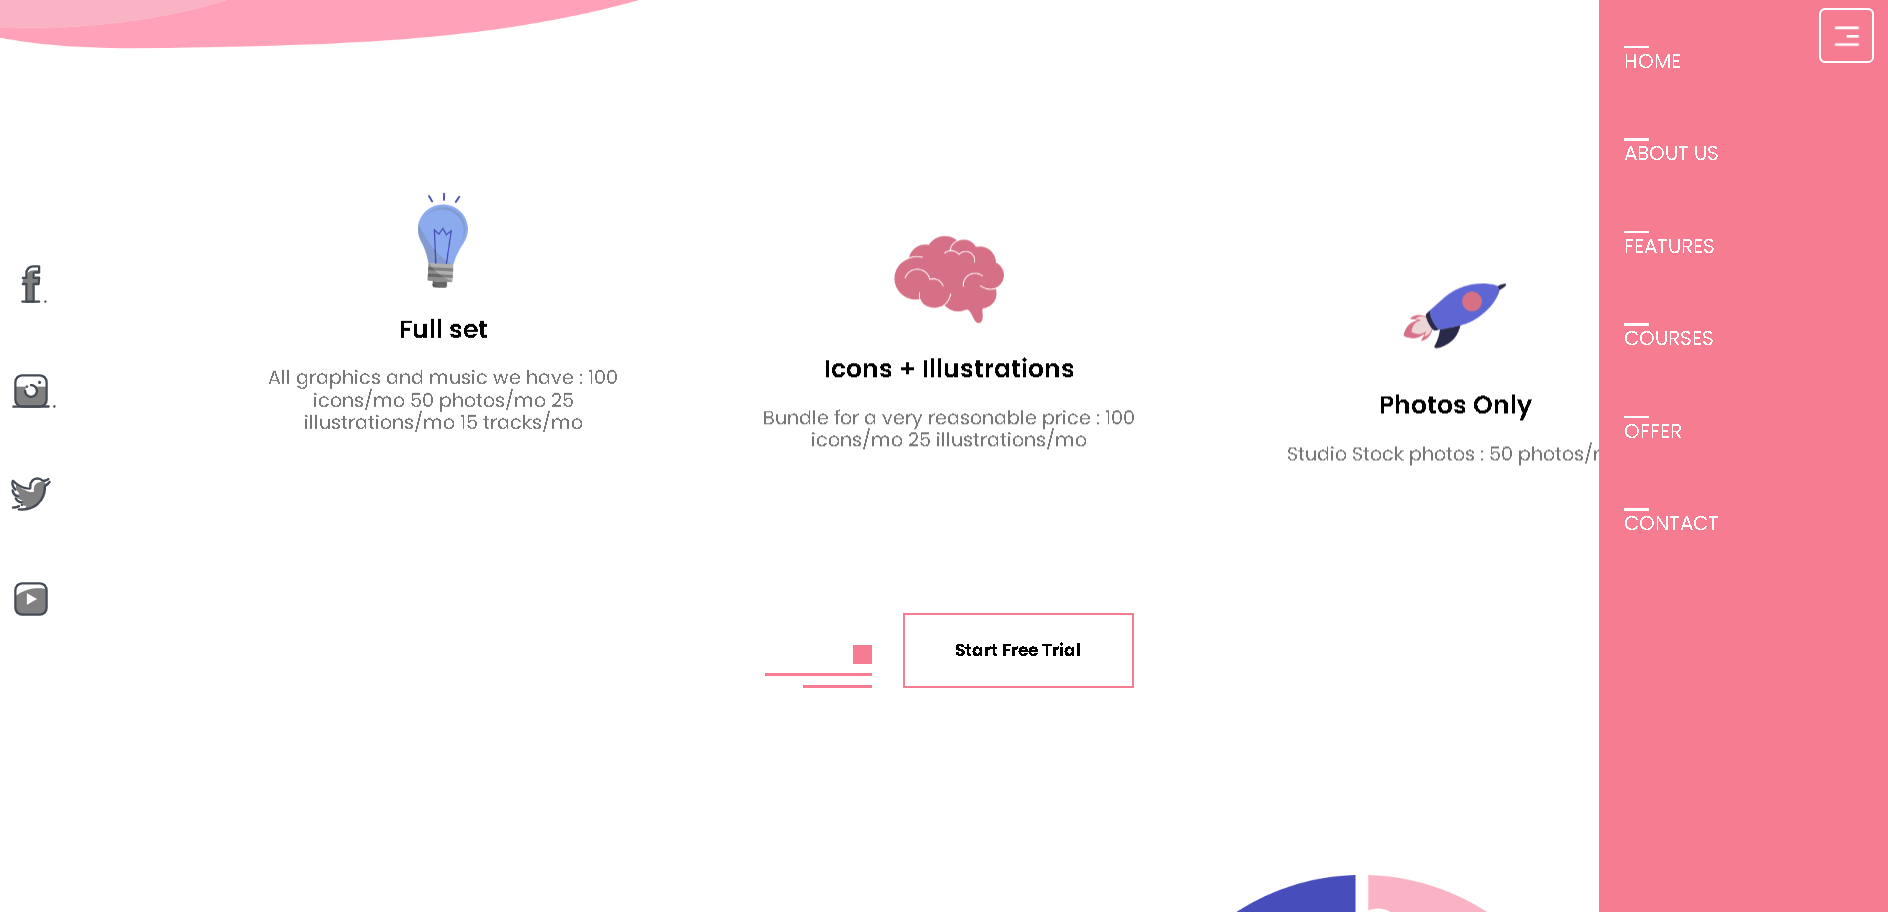 Full set
All graphics and music we have : 100
icons/mo 50 photos/mo 25
illustrations/mo 15 tracks/mo
Icons + Illustrations
Bundle for a very reasonable price : 100
icons/mo 25 illustrations/mo
Photos Only
Studio Stock photos : 50
Start Free Trial
HOME
ABOUT US
FEATURES
COURSES
OFFER
CONTACT